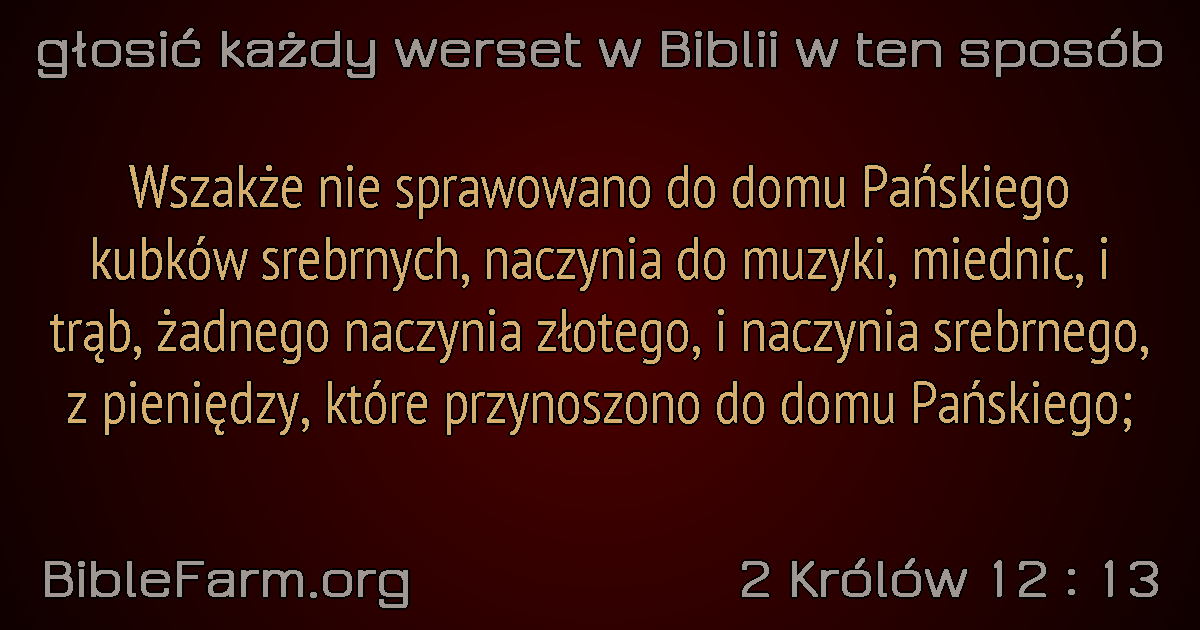 głosić każdy werset w Biblii w ten sposób
Wszakże nie sprawowano do domu Pańskiego
kubków srebrnych, naczynia do muzyki, miednic, i
trąb, żadnego naczynia złotego, i naczynia srebrnego,
z pieniędzy, które przynoszono do domu Pańskiego;
BibleFarm.org
2 Królów 12 : 13